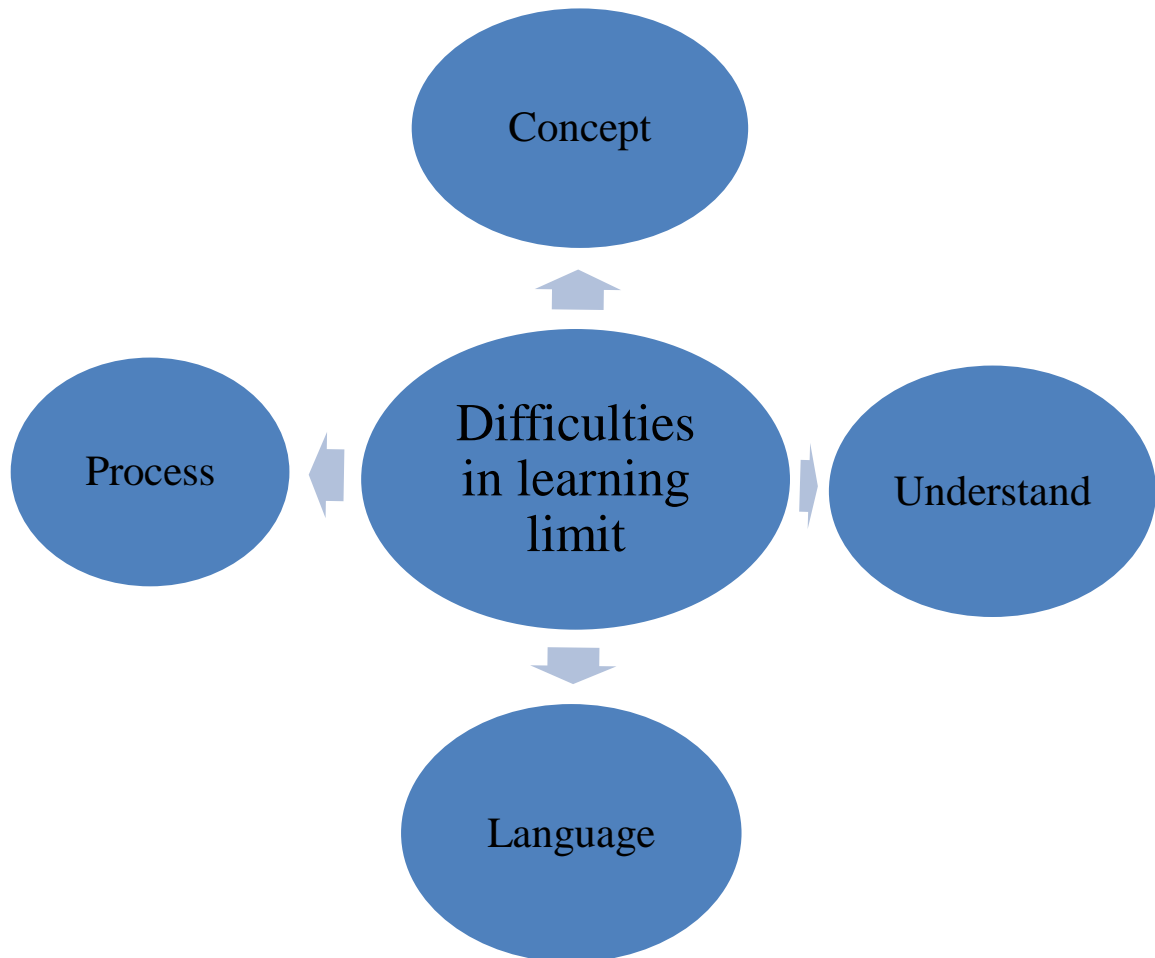 Concept
Process
Difficulties
in learning
limit
Understand
Language